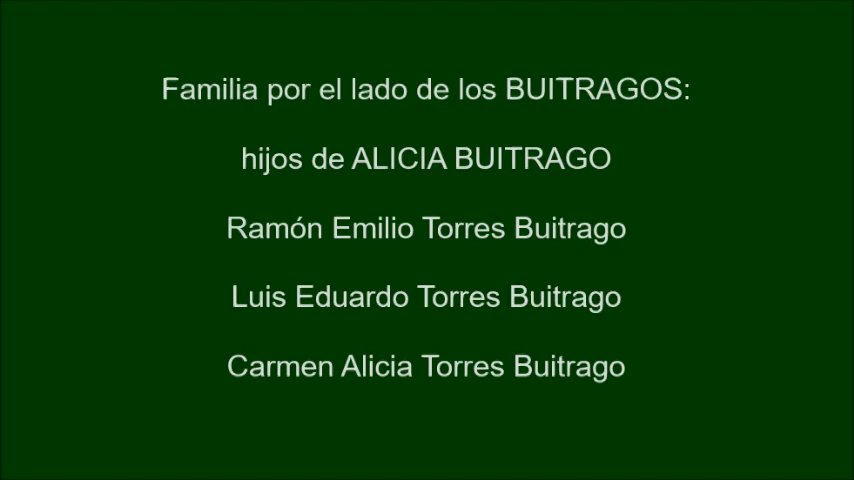 Familia por el lado de los BUITRAGOS:
hijos de ALICIA BUITRAGO
Ramón Emilio Torres Buitrago
Luis Eduardo Torres Buitrago
Carmen Alicia Torres Buitrago